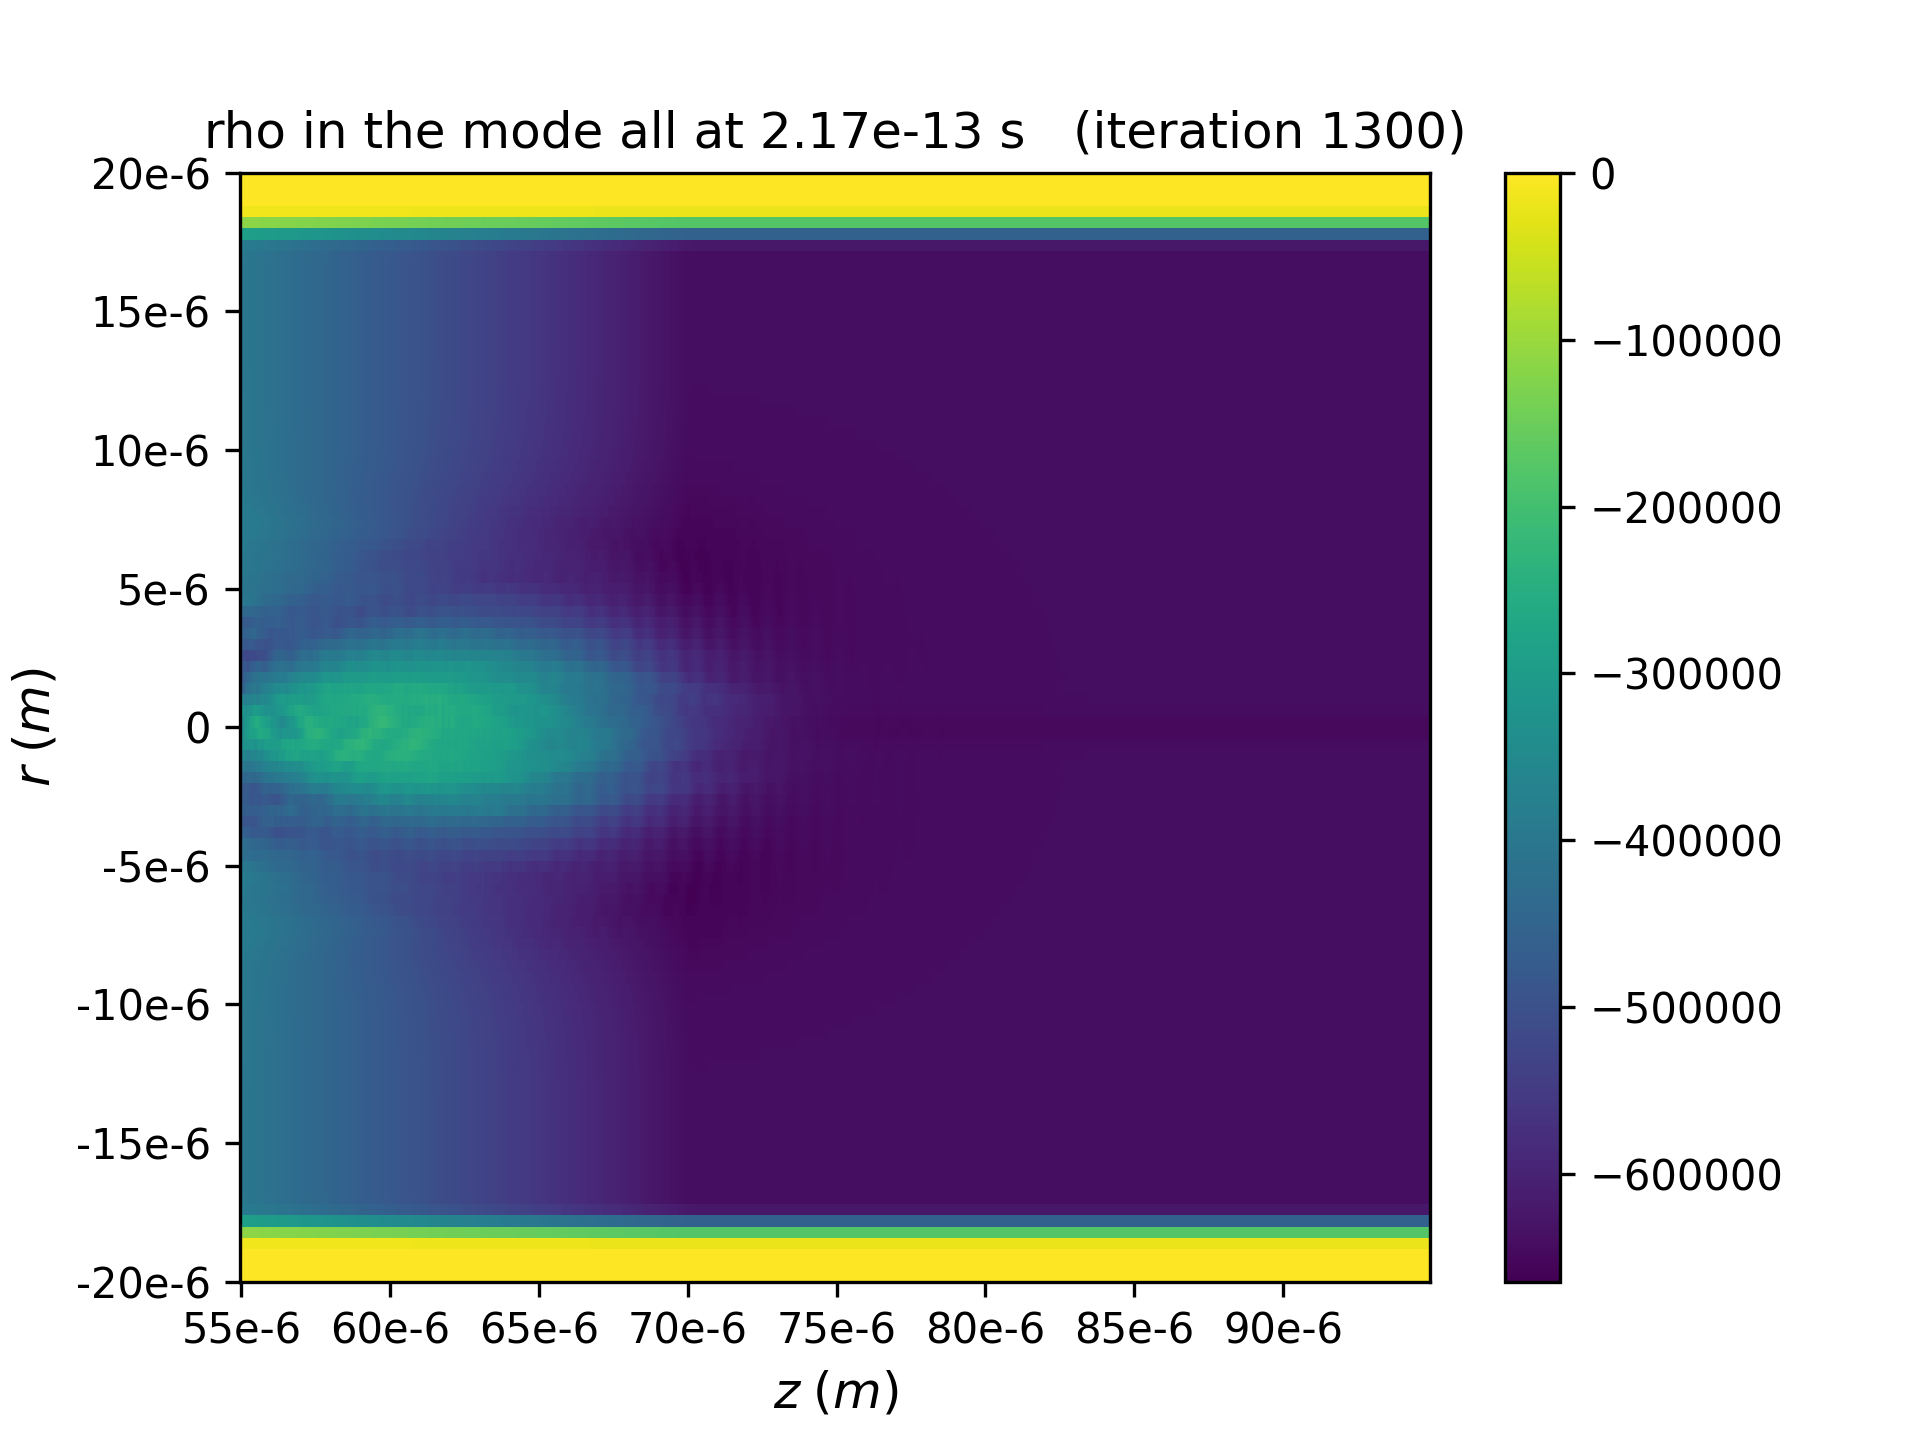 rho in the mode all at 2.17e-13 s (iteration 1300)
20e-6
15e-6
10e-6
5e-6
0
-5e-6
-10e-6
-15e-6
-20e-6
r (m)
55e-6 60e-6 65e-6 70e-6 75e-6 80e-6 85e-6 90e-6
z (m)
0
−100000
−200000
−300000
−400000
−500000
−600000